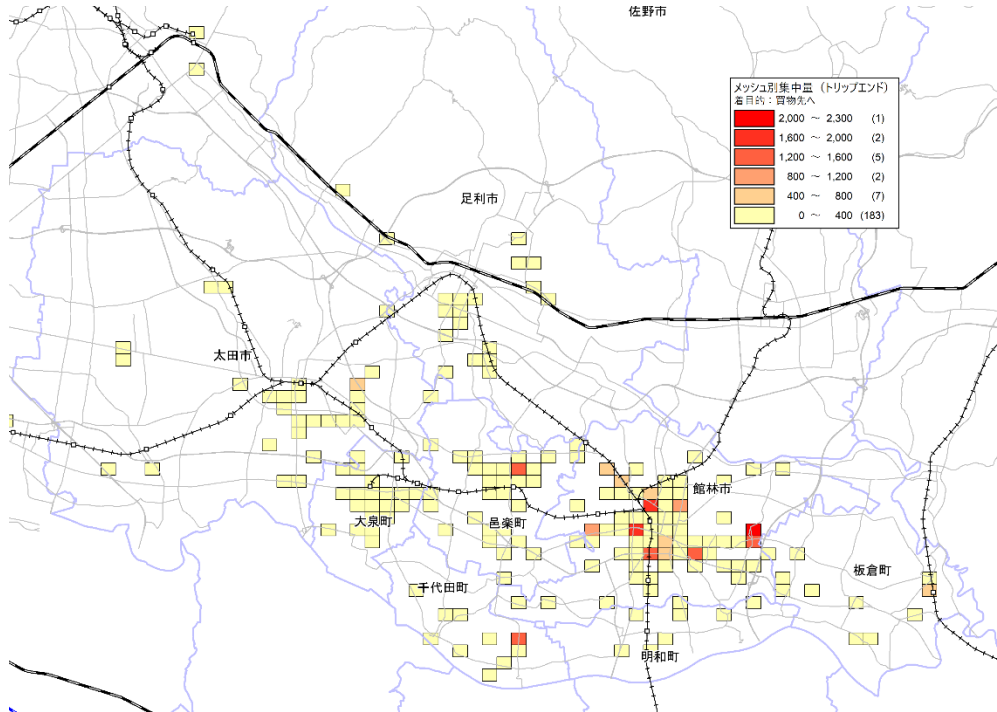 佐野市
メッシュ別集中量（トリップエンド）
着目的：買物先へ
2,000 ～ 2,300 (1)
1,600 ～ 2,000 (2)
1,200 ～ 1,600 (5)
800 ～ 1,200 (2)
400 ～ 800 (7)
0 ～ 400 (183)
足利市
太田市
館林市
大泉町
邑楽町
板倉町
千代田町
明和町